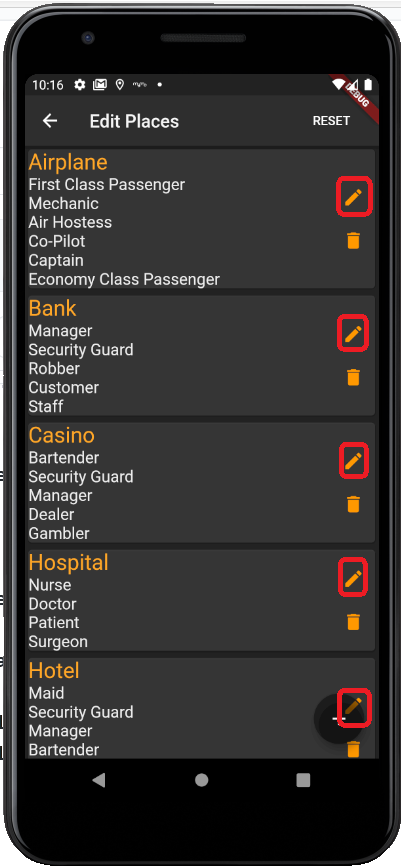 10:16
DEBUG
Edit Places
RESET
Airplane
First Class Passenger
Mechanic
Air Hostess
Co-Pilot
Captain
Economy Class Passenger
Bank
Manager
Security Guard
Robber
Customer
Staff
Casino
Bartender
Security Guard
Manager
Dealer
Gambler
Hospital
Nurse
Doctor
Patient
Surgeon
Hotel
Maid
Security Guard
Manager
Bartender